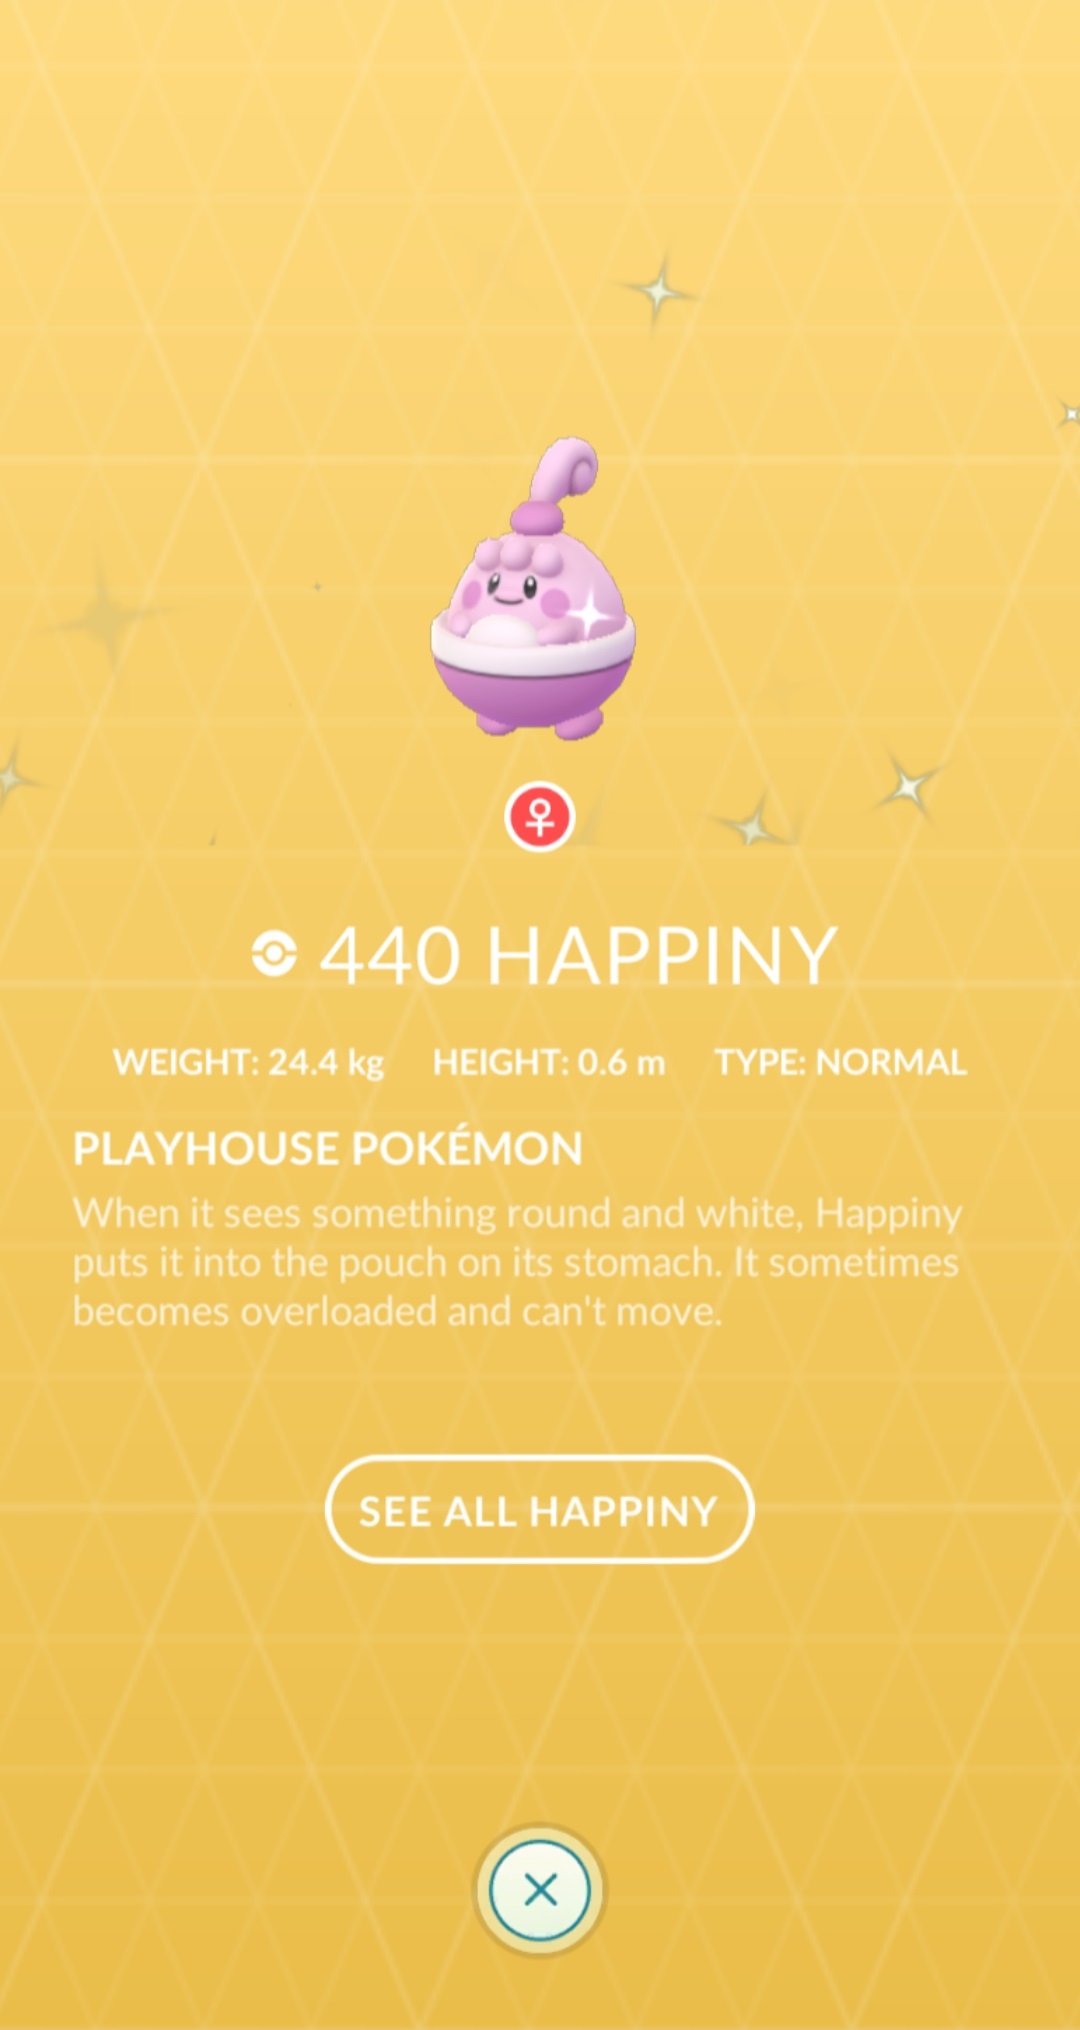 440 HAPPINY
WEIGHT: 24.4 kg HEIGHT: 0.6 m TYPE: NORMAL
PLAYHOUSE POKÉMON
When it sees something round and white, Happiny
puts it into the pouch on its stomach. It sometimes
becomes overloaded and can't move.
SEE ALL HAPPINY